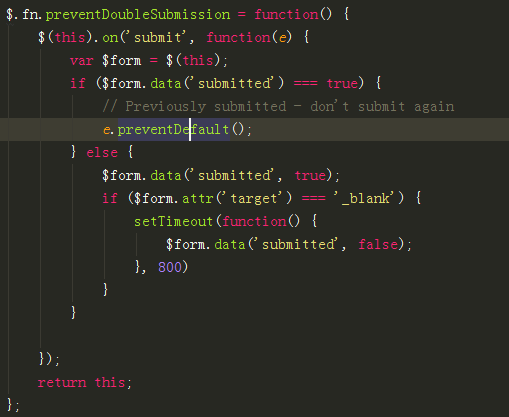 $.fn.preventDoubleSubmission = function() {
    $(this).on('submit', function(e) {
        var $form = $(this);
        if ($form.data('submitted') === true) {
            // Previously submitted - don't submit again
            e.preventDefault();
        } else {
            $form.data('submitted', true);
            if ($form.attr('target') === '_blank') {
                setTimeout(function() {
                    $form.data('submitted', false);
                }, 800)
            }
        }
    });
    return this;
};